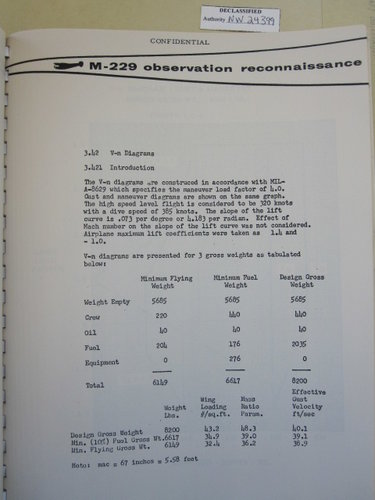 DECLASSIFIED
Authority NW 29399
CONFIDENTIAL
M-229 observation reconnaissance
3.42 V-n Diagrams
3.421 Introduction
The V-n diagrams are construced in accordance with MIL-
A-8629 which specifies the maneuver load factor of 4.0.
Gust and maneuver diagrams are shown on the same graph.
The high speed level flight is considered to be 320 knots
with a dive speed of 385 knots. The slope of the lift
curve is .073 per degree or 4.183 per radian. Effect of
Mach number on the slope of the lift curve was not considered.
Airplane maximum lift coefficients were taken as 1.4 and
- 1.0.
V-n diagrams are presented for 3 gross weights as tabulated
below:
Minimum Flying Minimum Fuel Design Gross
Weight Weight Weight
Weight Empty 5685 5685 5685
Crew 220 440 440
Oil 40 40 40
Fuel 204 176 2035
Equipment 0 276 0
Total 6149 6617 8200
Effective
Wing Mass Gust
Weight Loading Ratio Velocity
Lbs. #/sq.ft. Param. ft/sec
Design Gross Weight 8200 43.2 48.3 40.1
Min. (10%) Fuel Gross Wt. 6617 34.9 39.0 39.1
Min. Flying Gross Wt. 6149 32.4 36.2 38.9
Note: mac = 67 inches = 5.58 feet